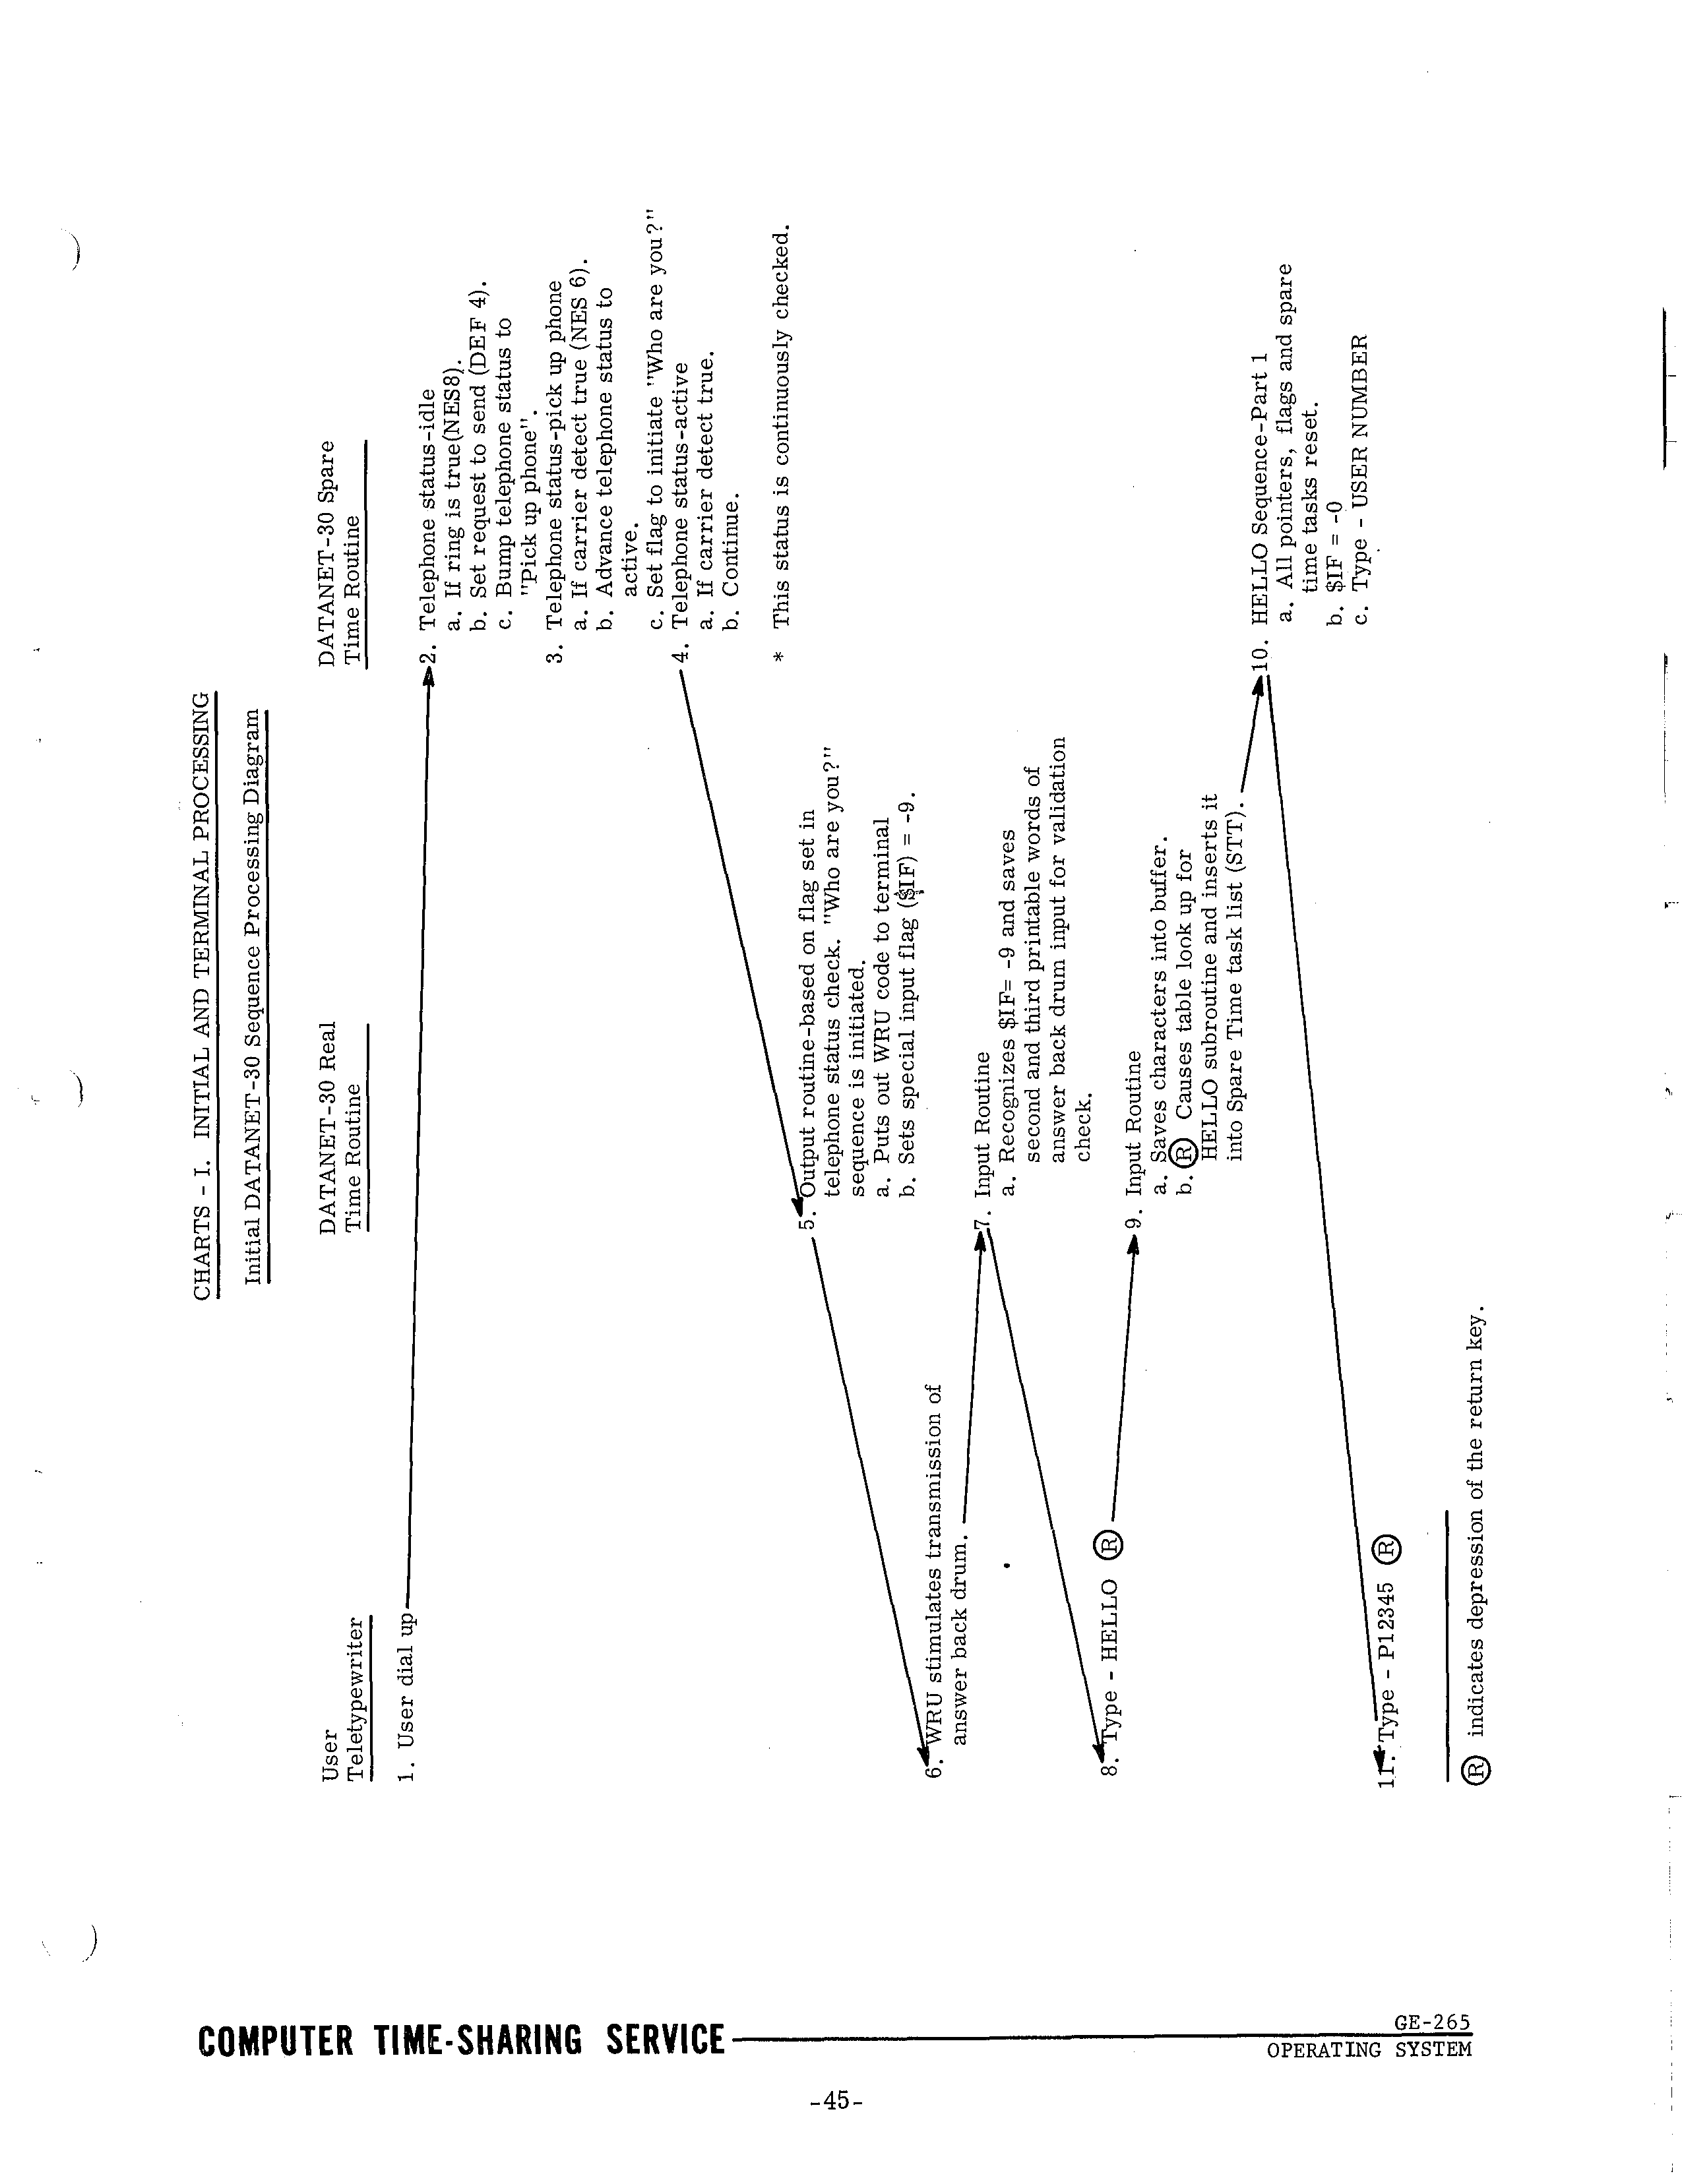 CHARTS - I. INITIAL AND TERMINAL PROCESSING
Initial DATANET-30 Sequence Processing Diagram
User
Teletypewriter
DATANET-30 Real
Time Routine
DATANET-30 Spare
Time Routine
1. User dial up
2. Telephone status-idle
a. If ring is true(NES8).
b. Set request to send (DEF 4).
c. Bump telephone status to
"Pick up phone".
3. Telephone status-pick up phone
a. If carrier detect true (NES 6).
b. Advance telephone status to
active.
c. Set flag to initiate "Who are you?"
4. Telephone status-active
a. If carrier detect true.
b. Continue.
* This status is continuously checked.
5. Output routine-based on flag set in
telephone status check. "Who are you?"
sequence is initiated.
a. Puts out WRU code to terminal
b. Sets special input flag ($IF) = -9.
6. WRU stimulates transmission of
answer back drum.
7. Input Routine
a. Recognizes $IF= -9 and saves
second and third printable words of
answer back drum input for validation
check.
8. Type - HELLO Ⓡ
9. Input Routine
a. Saves characters into buffer.
b. Ⓡ Causes table look up for
HELLO subroutine and inserts it
into Spare Time task list (STT).
10. HELLO Sequence-Part 1
a. All pointers, flags and spare
time tasks reset.
b. $IF = -0
c. Type - USER NUMBER
11. Type - P12345 Ⓡ
Ⓡ indicates depression of the return key.
COMPUTER TIME-SHARING SERVICE
GE-265
OPERATING SYSTEM
-45-